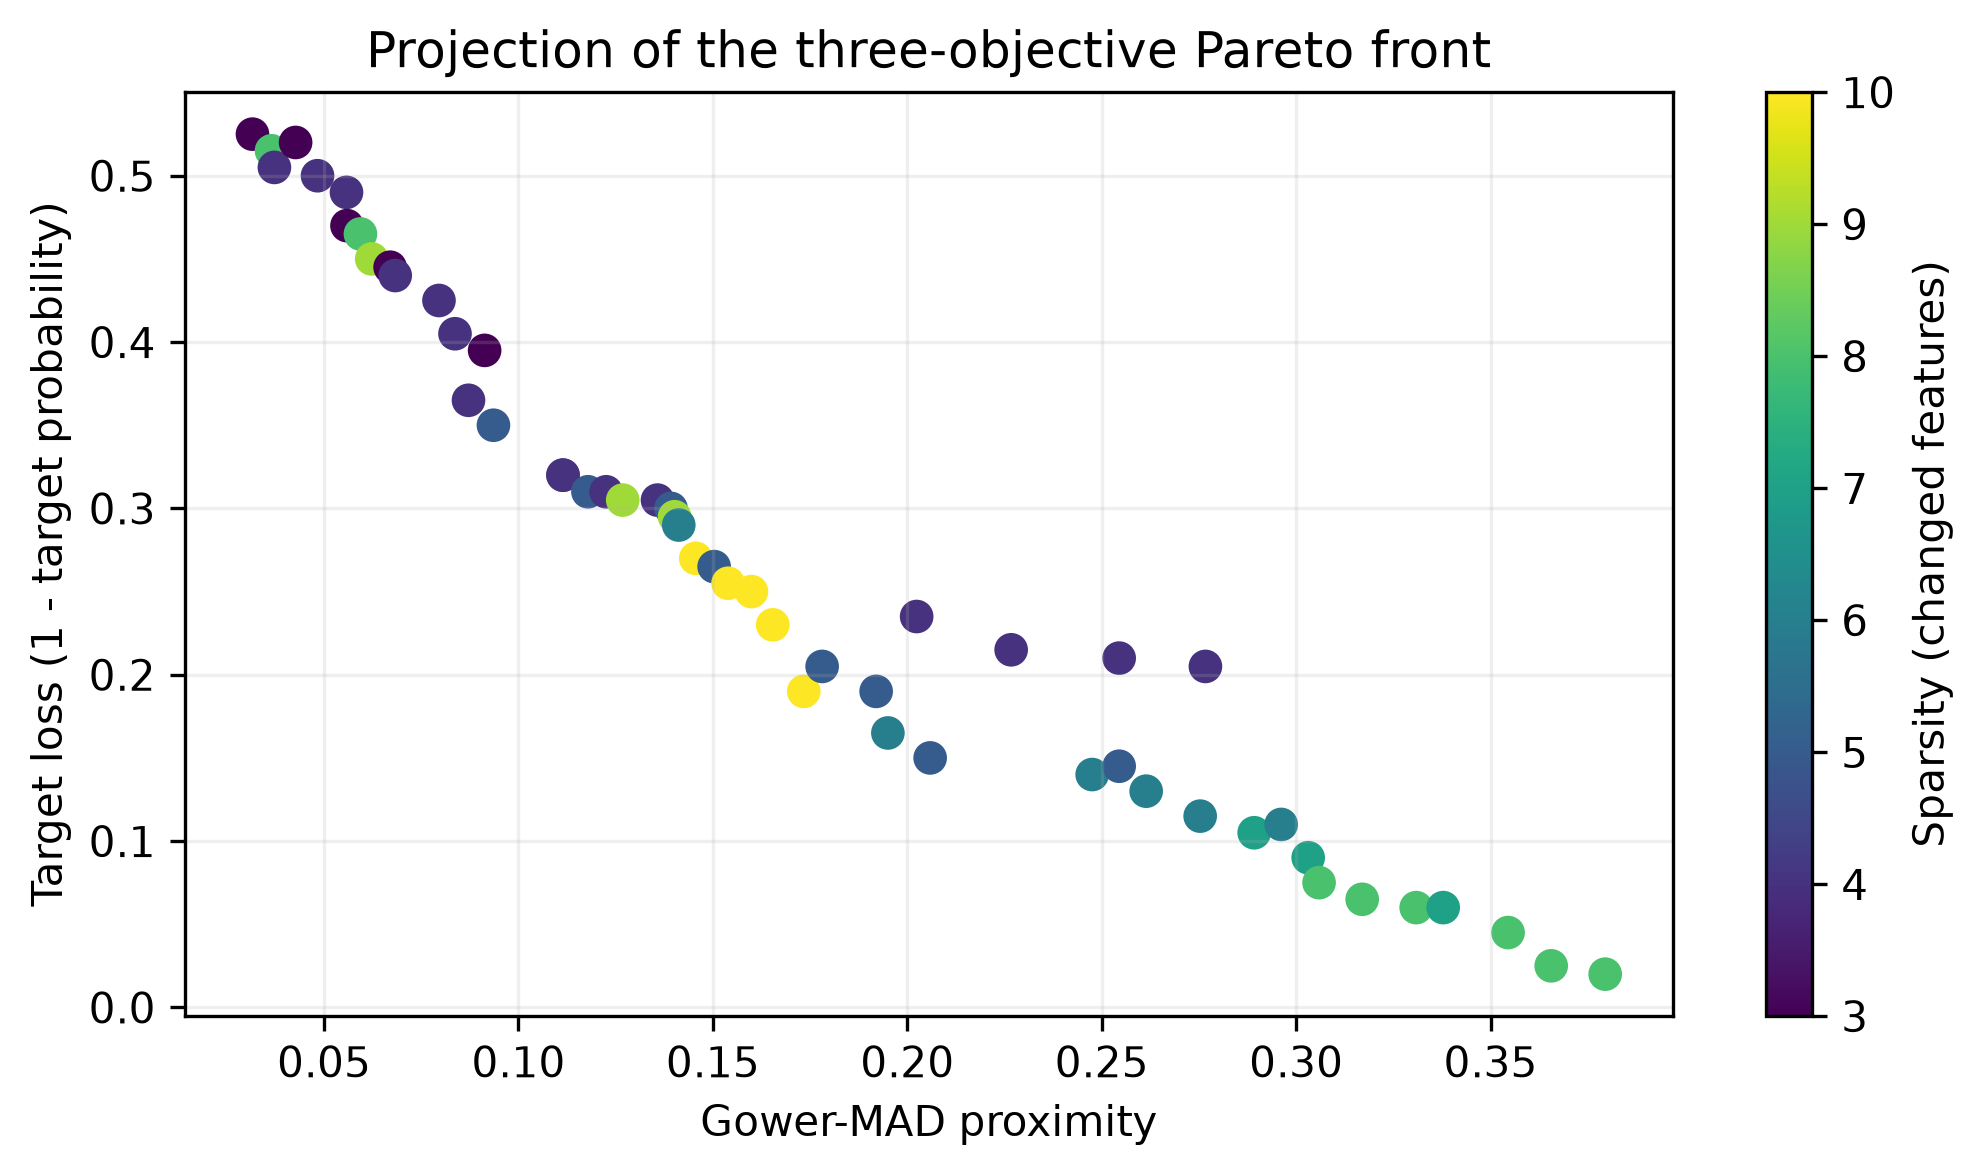 Projection of the three-objective Pareto front
Target loss (1 - target probability)
0.5
0.4
0.3
0.2
0.1
0.0
0.05 0.10 0.15 0.20 0.25 0.30 0.35
Gower-MAD proximity
10
9
8
7
6
5
4
3
Sparsity (changed features)